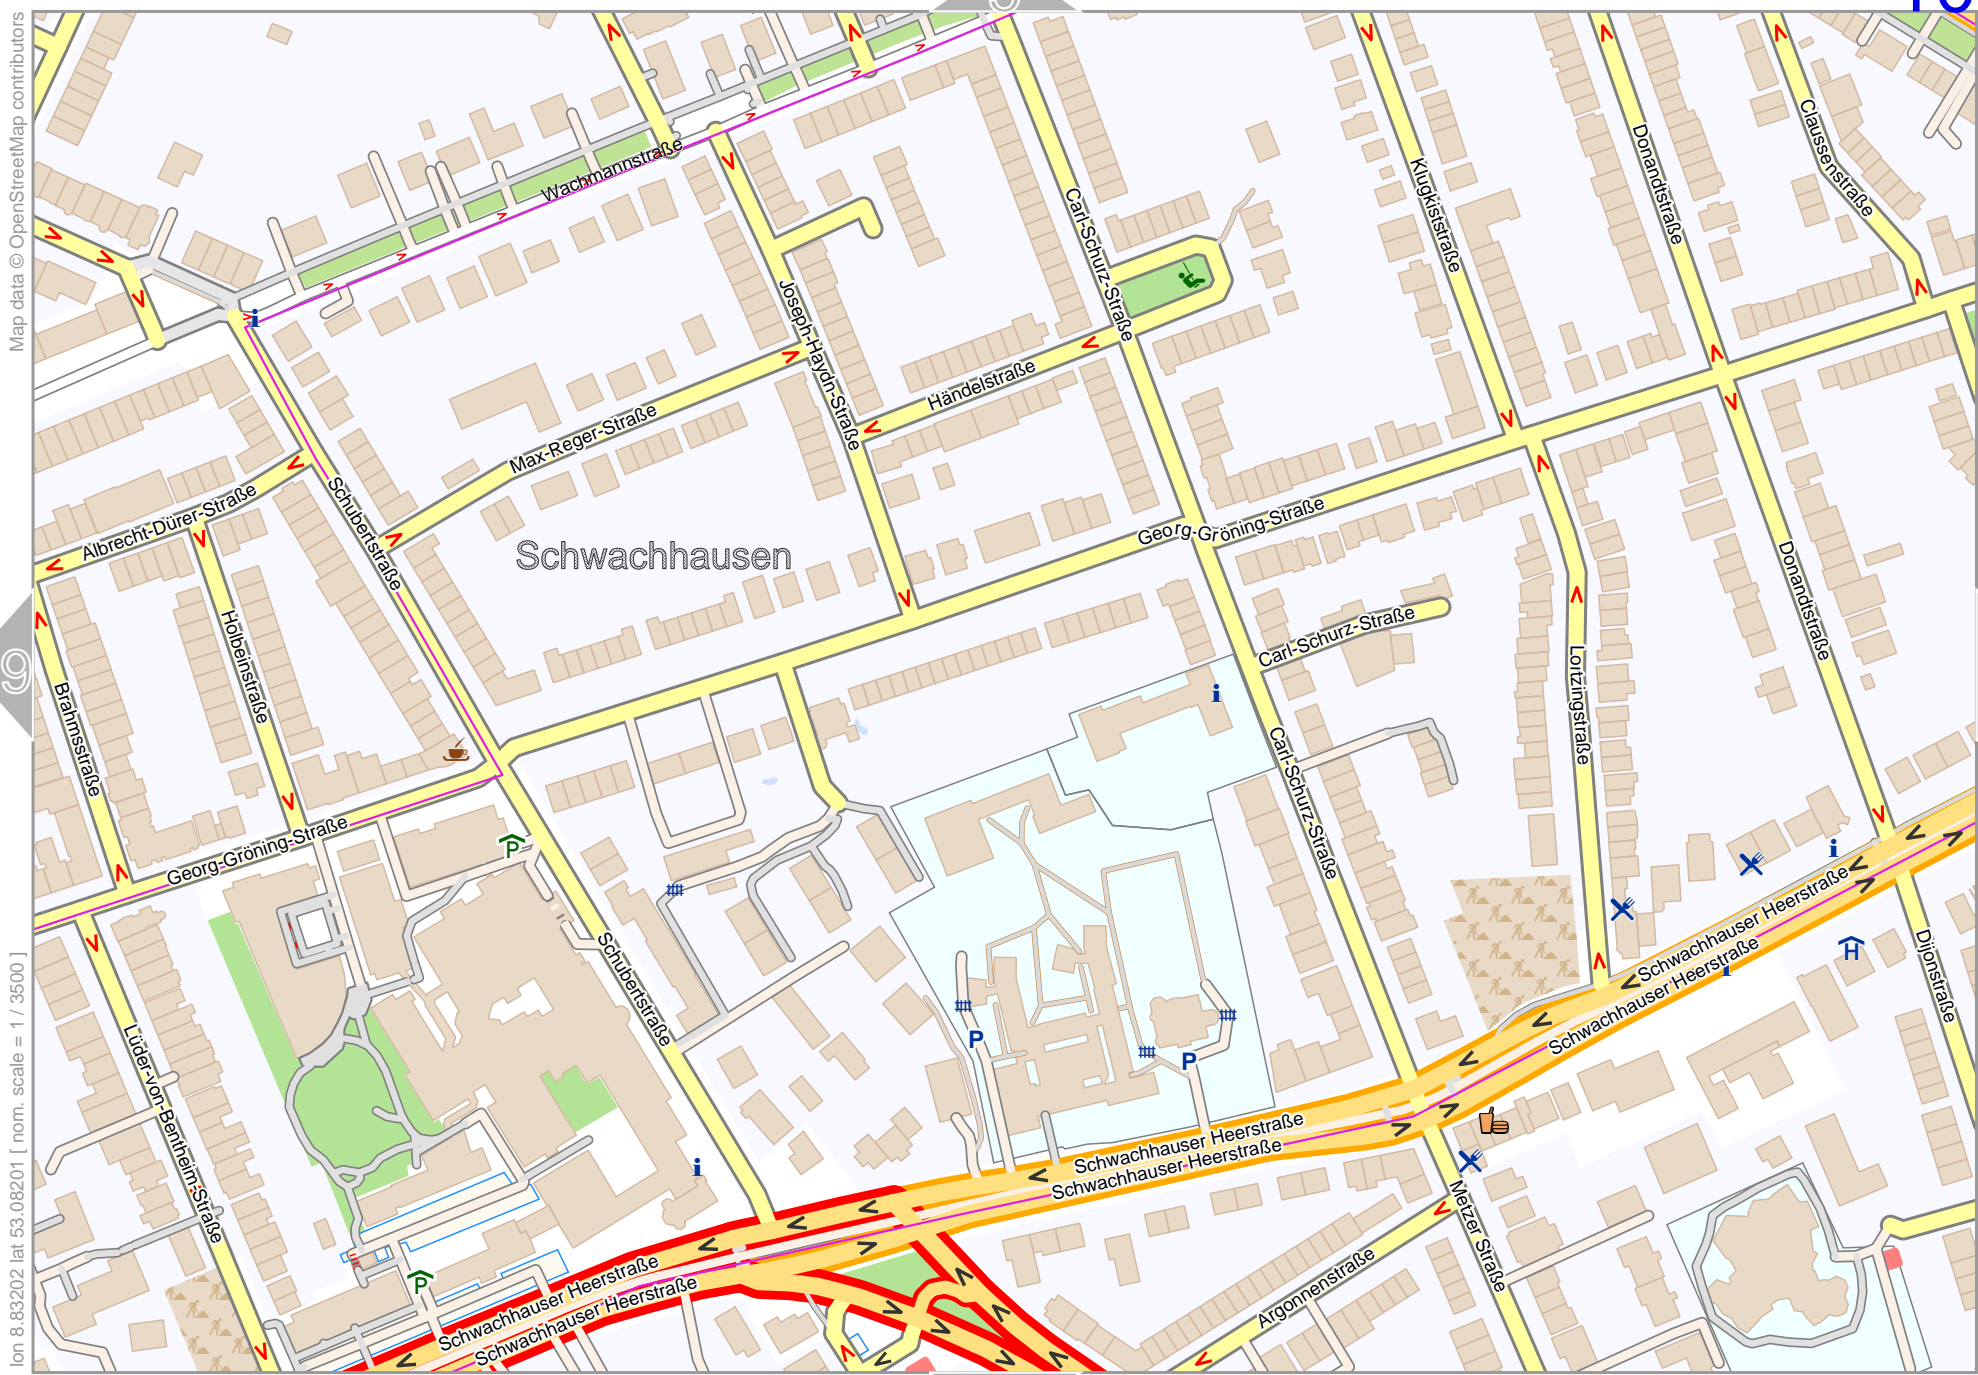 Map data © OpenStreetMap contributors
lon 8.83202 lat 53.08201 [ nom. scale = 1 / 3500 ]
9
Wachmannstraße
Claussenstraße
Donandtstraße
Klugkiststraße
Carl-Schurz-Straße
Joseph-Haydn-Straße
Händelstraße
Max-Reger-Straße
Schubertstraße
Albrecht-Dürer-Straße
Georg-Gröning-Straße
Schwachhausen
Donandtstraße
Holbeinstraße
Carl-Schurz-Straße
Lortzingstraße
Brahmsstraße
Carl-Schurz-Straße
Georg-Gröning-Straße
P
Schwachhauser Heerstraße
Schwachhauser Heerstraße
H
Dijonstraße
Schubertstraße
P
P
Lüder-von-Bentheim-Straße
Schwachhauser Heerstraße
Schwachhauser Heerstraße
Metzer Straße
Argonnenstraße
P
Schwachhauser Heerstraße
Schwachhauser Heerstraße